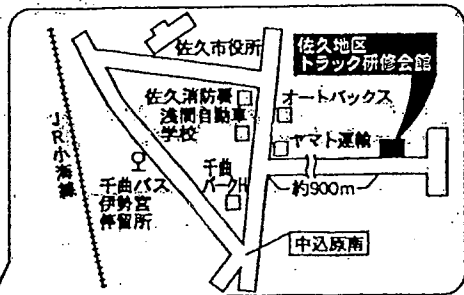 佐久市役所
佐久地区
トラック研修会館
佐久消防署
浅間自動車
学校
オートバックス
ヤマト運輸
JR小海線
千曲バス
伊勢宮
停留所
千曲
パークH
約900m
中込原南